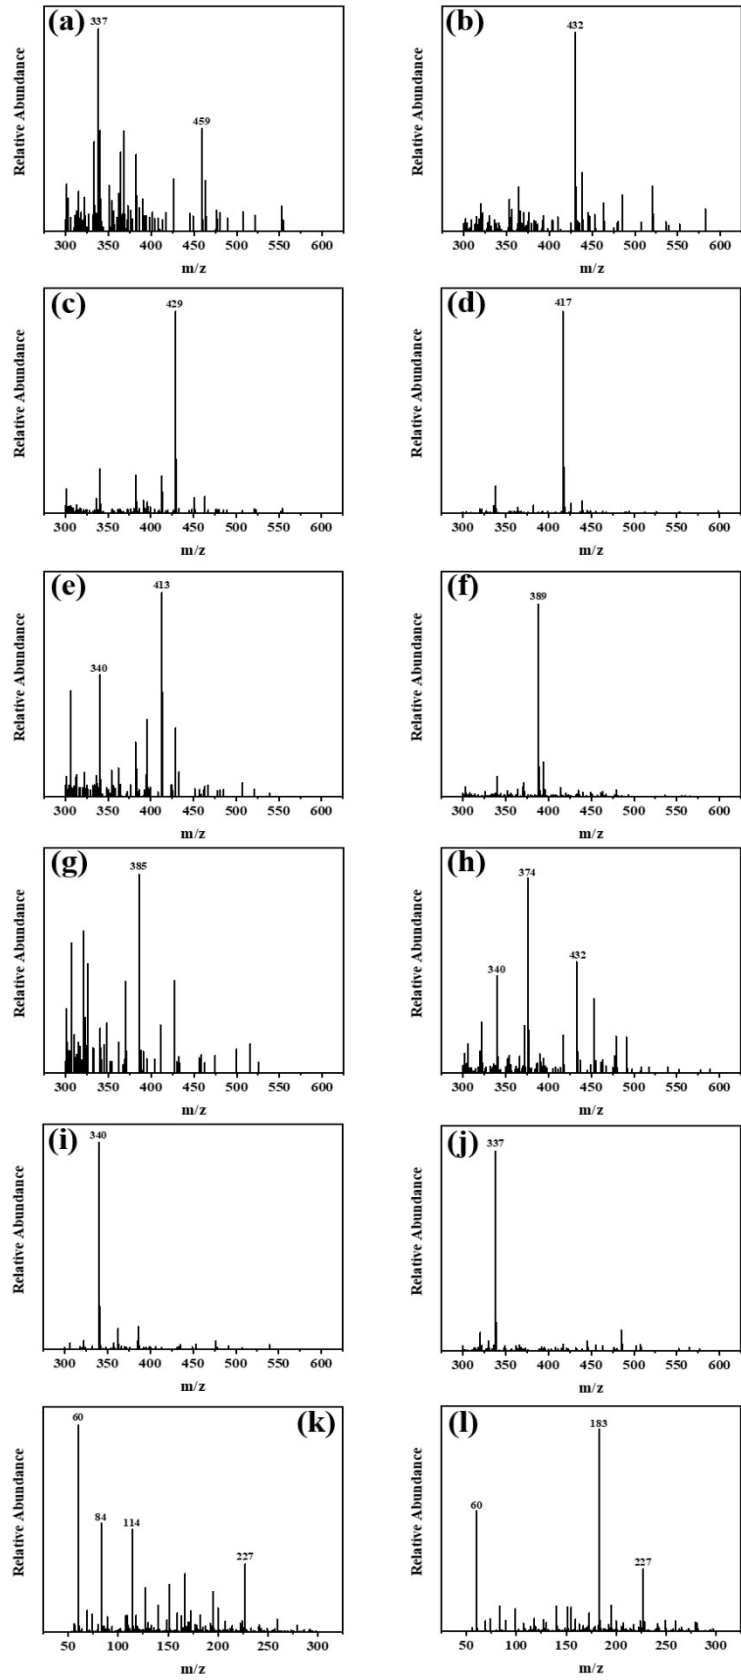 (a)
337
459
Relative Abundance
300 350 400 450 500 550 600
m/z
(b)
432
Relative Abundance
300 350 400 450 500 550 600
m/z
(c)
429
Relative Abundance
300 350 400 450 500 550 600
m/z
(d)
417
Relative Abundance
300 350 400 450 500 550 600
m/z
(e)
413
340
Relative Abundance
300 350 400 450 500 550 600
m/z
(f)
389
Relative Abundance
300 350 400 450 500 550 600
m/z
(g)
385
Relative Abundance
300 350 400 450 500 550 600
m/z
(h)
374
432
340
Relative Abundance
300 350 400 450 500 550 600
m/z
(i)
340
Relative Abundance
300 350 400 450 500 550 600
m/z
(j)
337
Relative Abundance
300 350 400 450 500 550 600
m/z
60
(k)
84
114
227
Relative Abundance
50 100 150 200 250 300
m/z
183
(l)
60
227
Relative Abundance
50 100 150 200 250 300
m/z